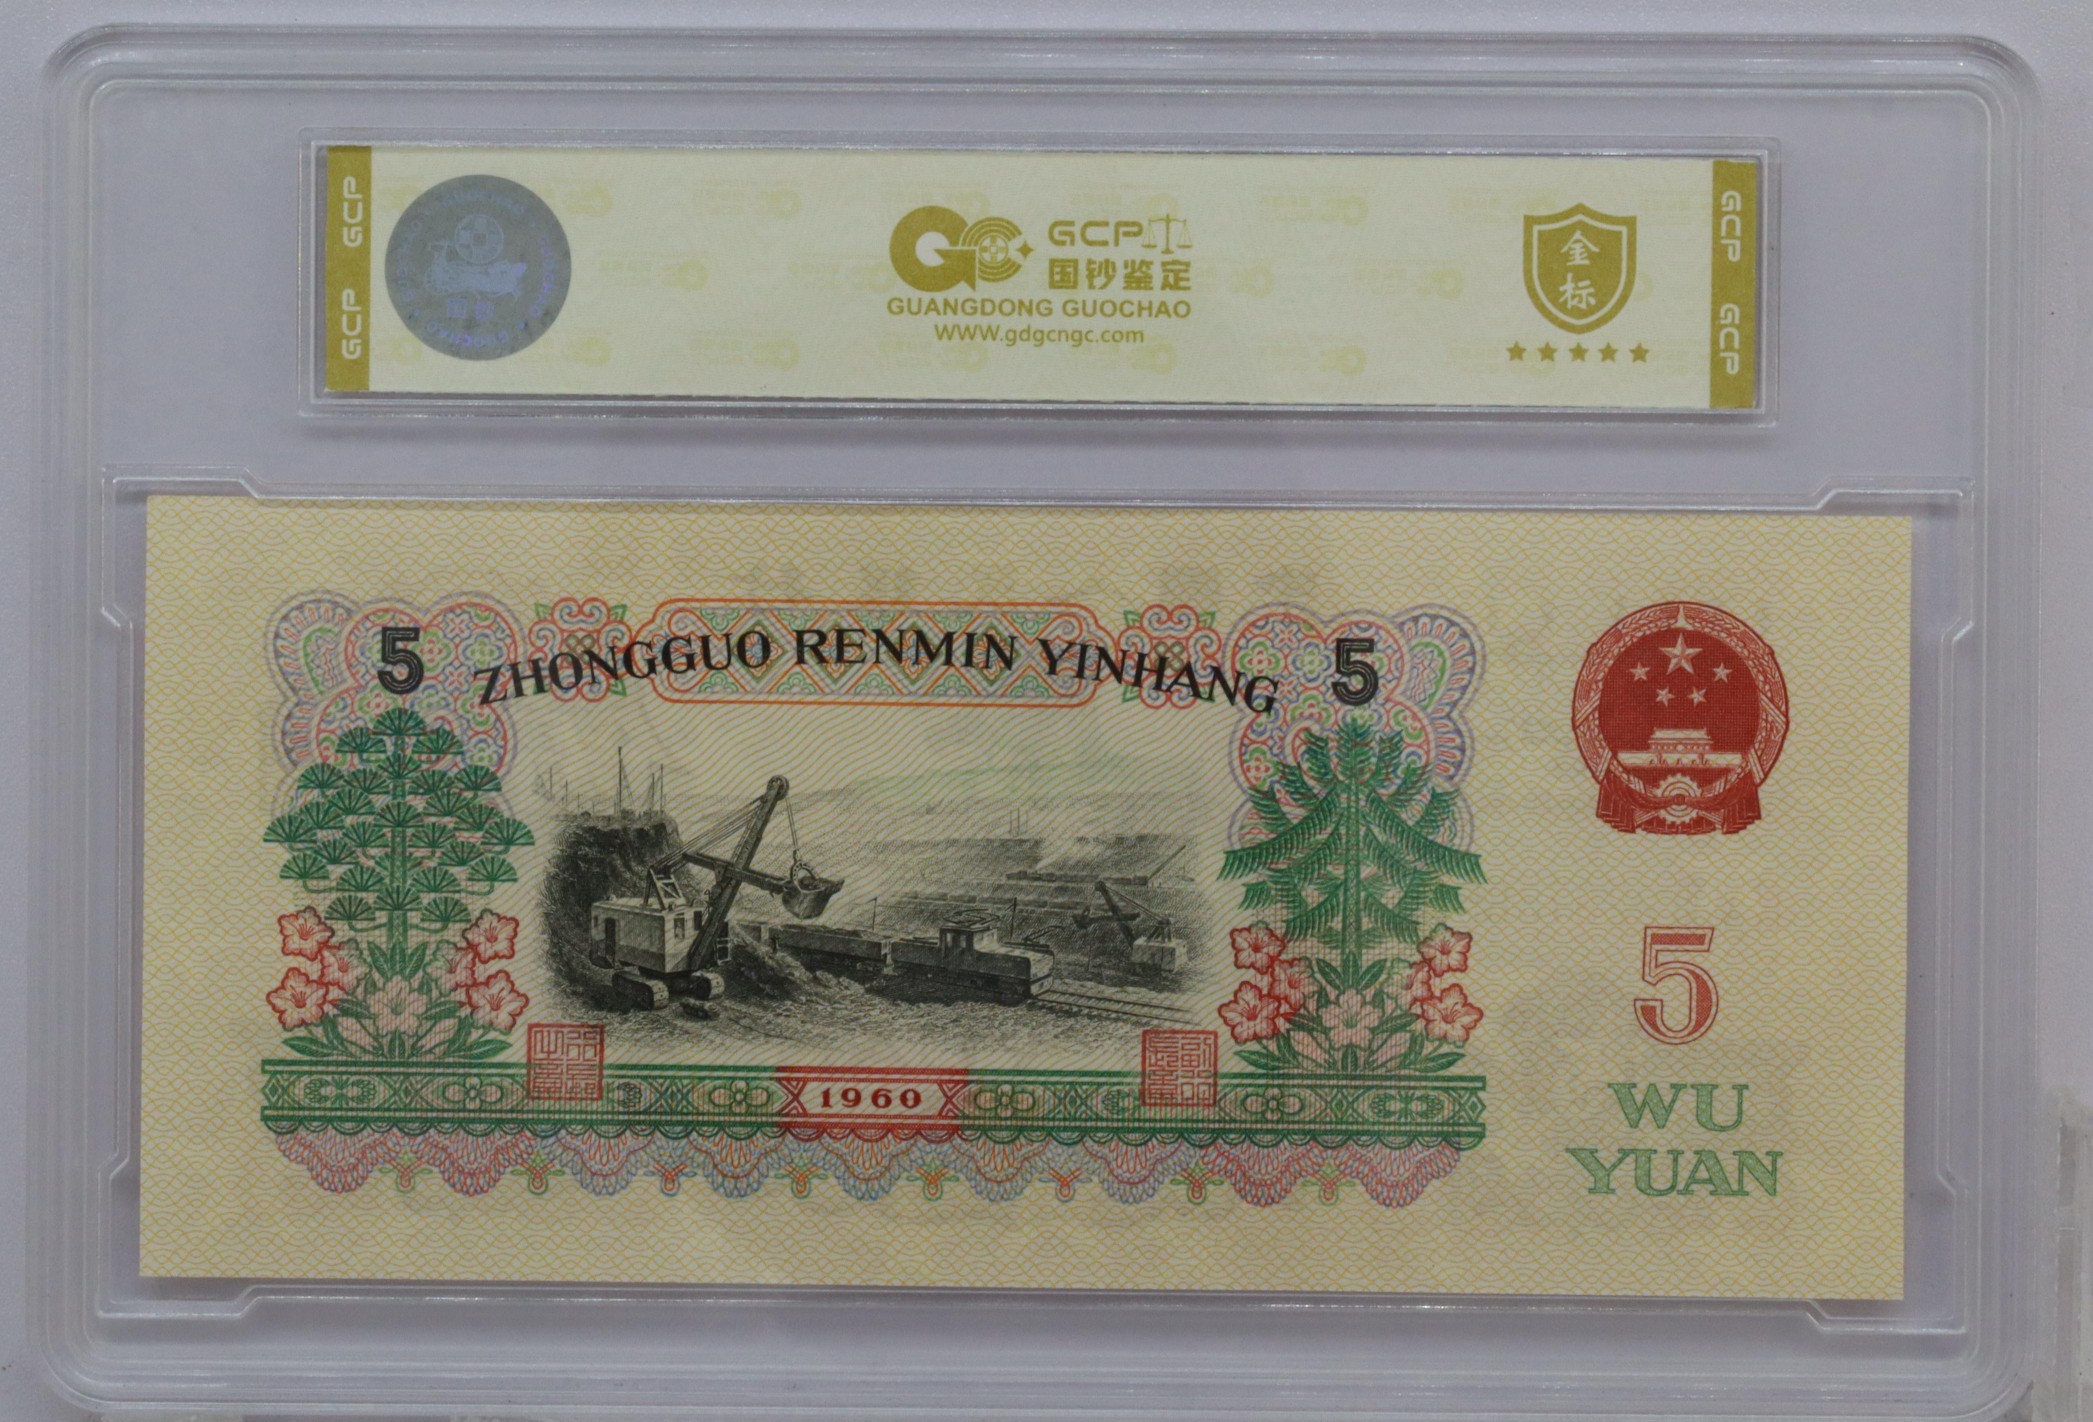 GCP GCP
GCP
国钞鉴定
GUANGDONG GUOCHAO
WWW.gdgcngc.com
金标
GCP GCP
5 ZHONGGUO RENMIN YINHANG 5
1960
5
WU
YUAN